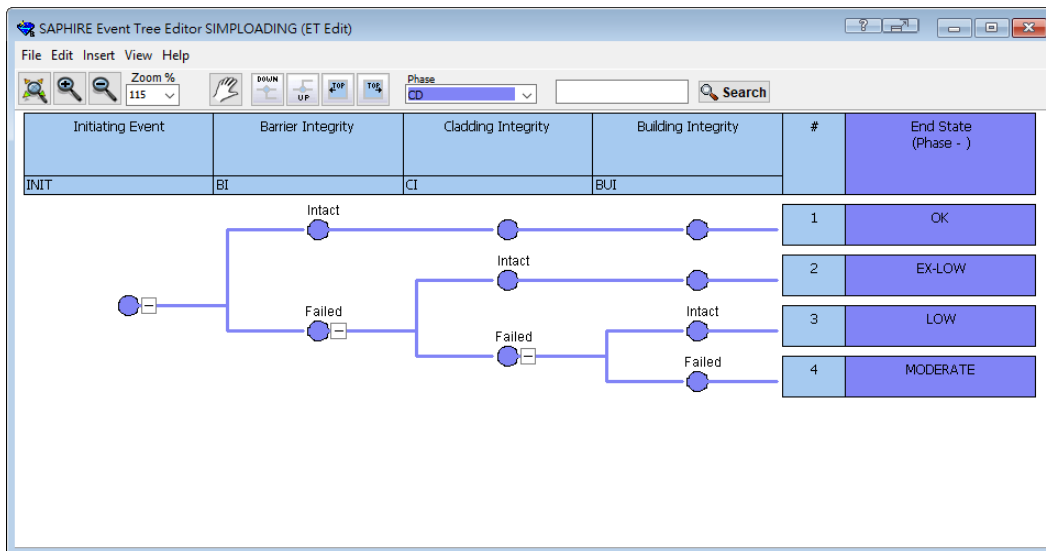 SAPHIRE Event Tree Editor SIMPLOADING (ET Edit)
File Edit Insert View Help
Zoom %
115
DOWN
UP
TOP
TOP
Phase
CD
Search
Initiating Event
Barrier Integrity
Cladding Integrity
Building Integrity
#
End State
(Phase - )
INIT
BI
CI
BUI
Intact
1
OK
Intact
2
EX-LOW
Failed
Intact
3
LOW
Failed
Failed
4
MODERATE